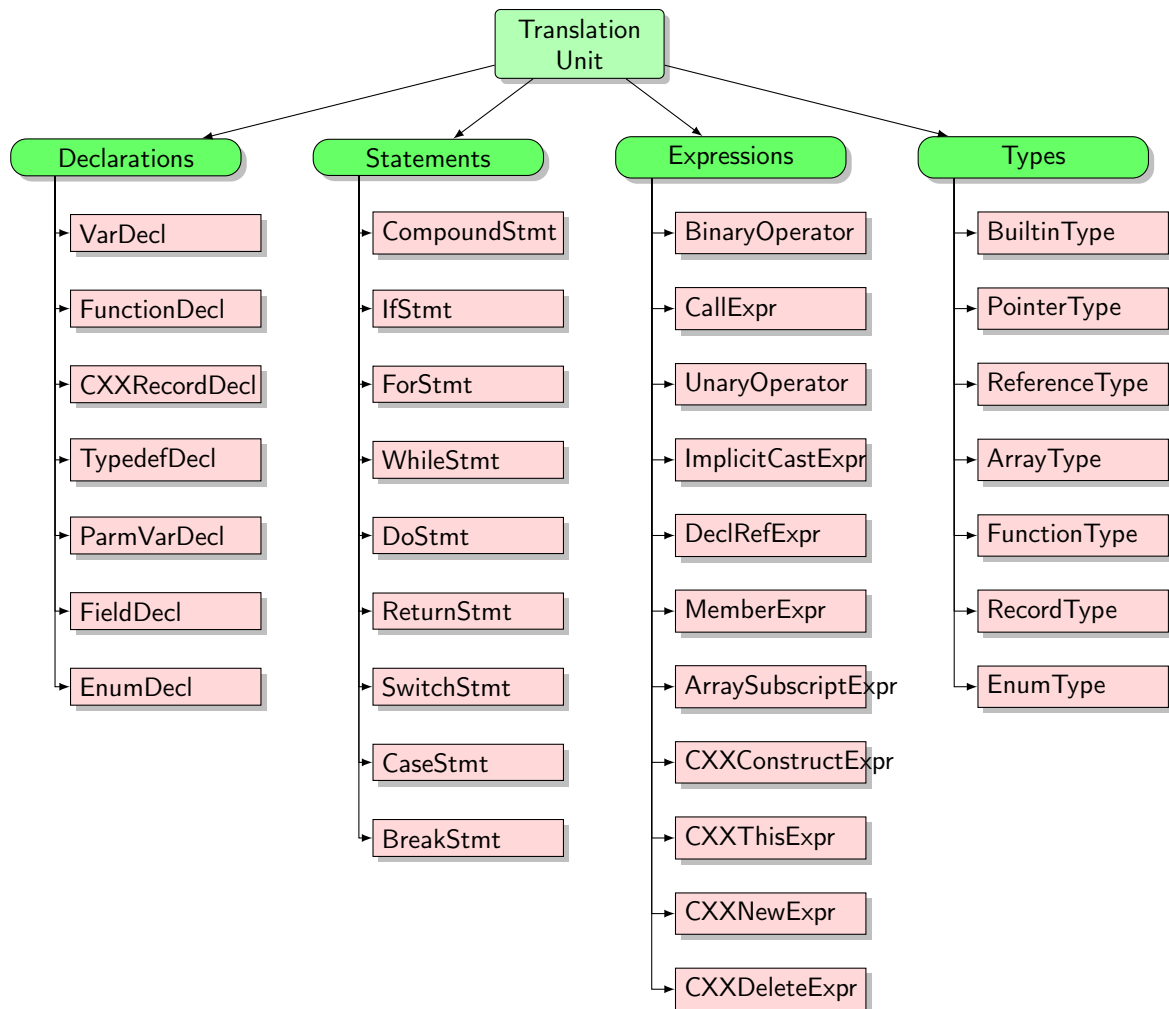 Translation
Unit
Declarations
VarDecl
FunctionDecl
CXXRecordDecl
TypedefDecl
ParmVarDecl
FieldDecl
EnumDecl
Statements
CompoundStmt
IfStmt
ForStmt
WhileStmt
DoStmt
ReturnStmt
SwitchStmt
CaseStmt
BreakStmt
Expressions
BinaryOperator
CallExpr
UnaryOperator
ImplicitCastExpr
DeclRefExpr
MemberExpr
ArraySubscriptExpr
CXXConstructExpr
CXXThisExpr
CXXNewExpr
CXXDeleteExpr
Types
BuiltinType
PointerType
ReferenceType
ArrayType
FunctionType
RecordType
EnumType